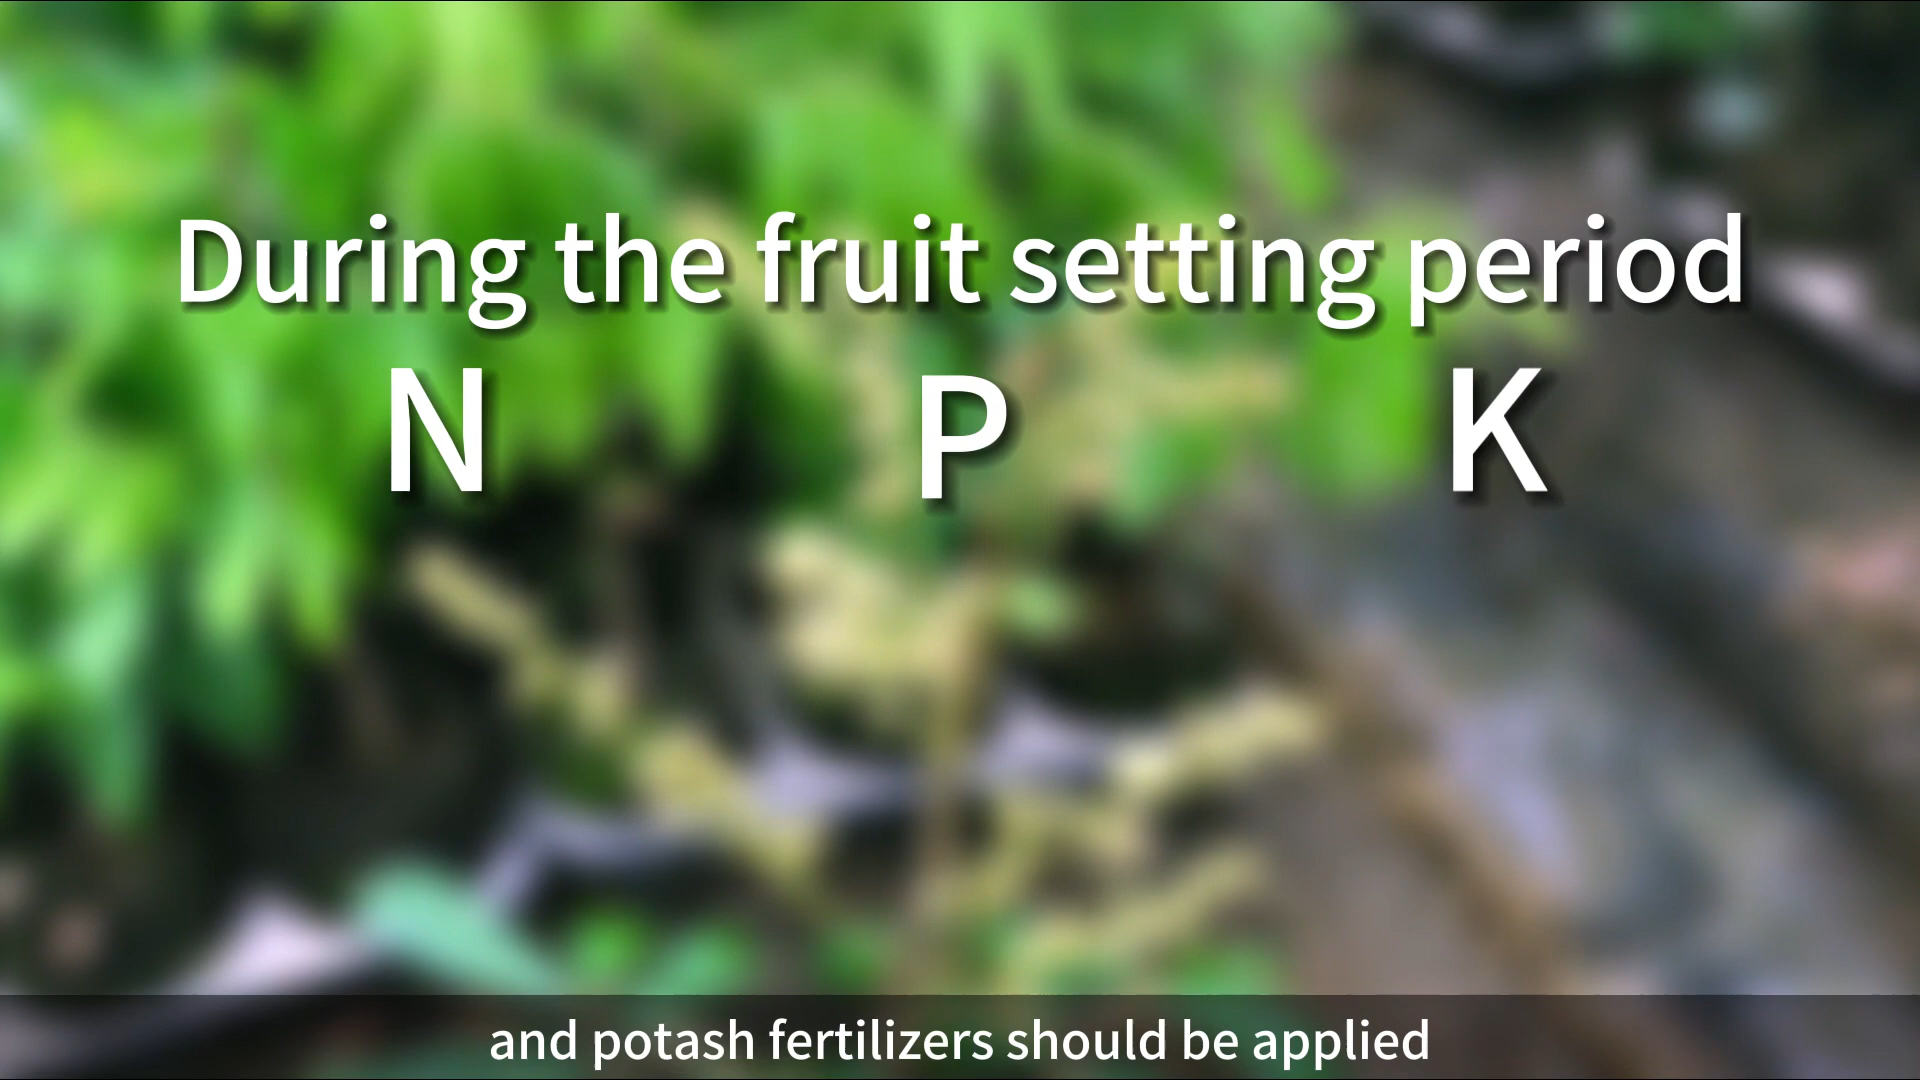 During the fruit setting period
N P K
and potash fertilizers should be applied